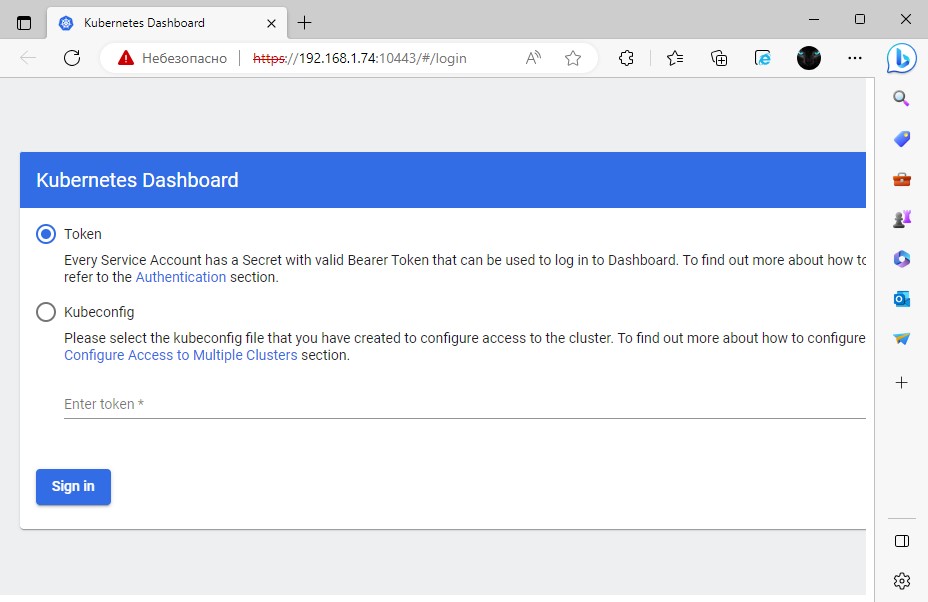 Kubernetes Dashboard
Небезопасно https://192.168.1.74:10443/#/login
Kubernetes Dashboard
Token
Every Service Account has a Secret with valid Bearer Token that can be used to log in to Dashboard. To find out more about how to
refer to the Authentication section.
Kubeconfig
Please select the kubeconfig file that you have created to configure access to the cluster. To find out more about how to configure
Configure Access to Multiple Clusters section.
Enter token *
Sign in